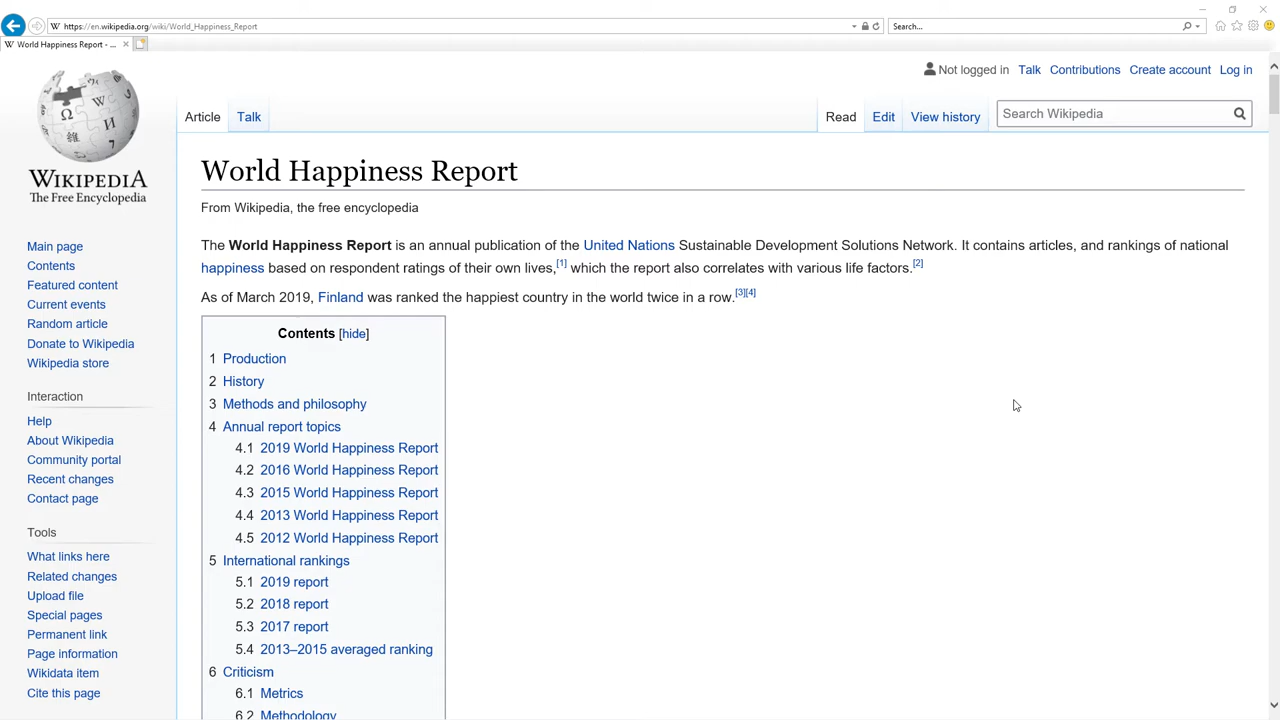 https://en.wikipedia.org/wiki/World_Happiness_Report
Search...
World Happiness Report - ...
Not logged in Talk Contributions Create account Log in
Article Talk Read Edit View history Search Wikipedia
WIKIPEDIA
The Free Encyclopedia
Main page
Contents
Featured content
Current events
Random article
Donate to Wikipedia
Wikipedia store
Interaction
Help
About Wikipedia
Community portal
Recent changes
Contact page
Tools
What links here
Related changes
Upload file
Special pages
Permanent link
Page information
Wikidata item
Cite this page
World Happiness Report
From Wikipedia, the free encyclopedia
The World Happiness Report is an annual publication of the United Nations Sustainable Development Solutions Network. It contains articles, and rankings of national
happiness based on respondent ratings of their own lives,[1] which the report also correlates with various life factors.[2]
As of March 2019, Finland was ranked the happiest country in the world twice in a row.[3][4]
Contents [hide]
1 Production
2 History
3 Methods and philosophy
4 Annual report topics
4.1 2019 World Happiness Report
4.2 2016 World Happiness Report
4.3 2015 World Happiness Report
4.4 2013 World Happiness Report
4.5 2012 World Happiness Report
5 International rankings
5.1 2019 report
5.2 2018 report
5.3 2017 report
5.4 2013–2015 averaged ranking
6 Criticism
6.1 Metrics
6.2 Methodology